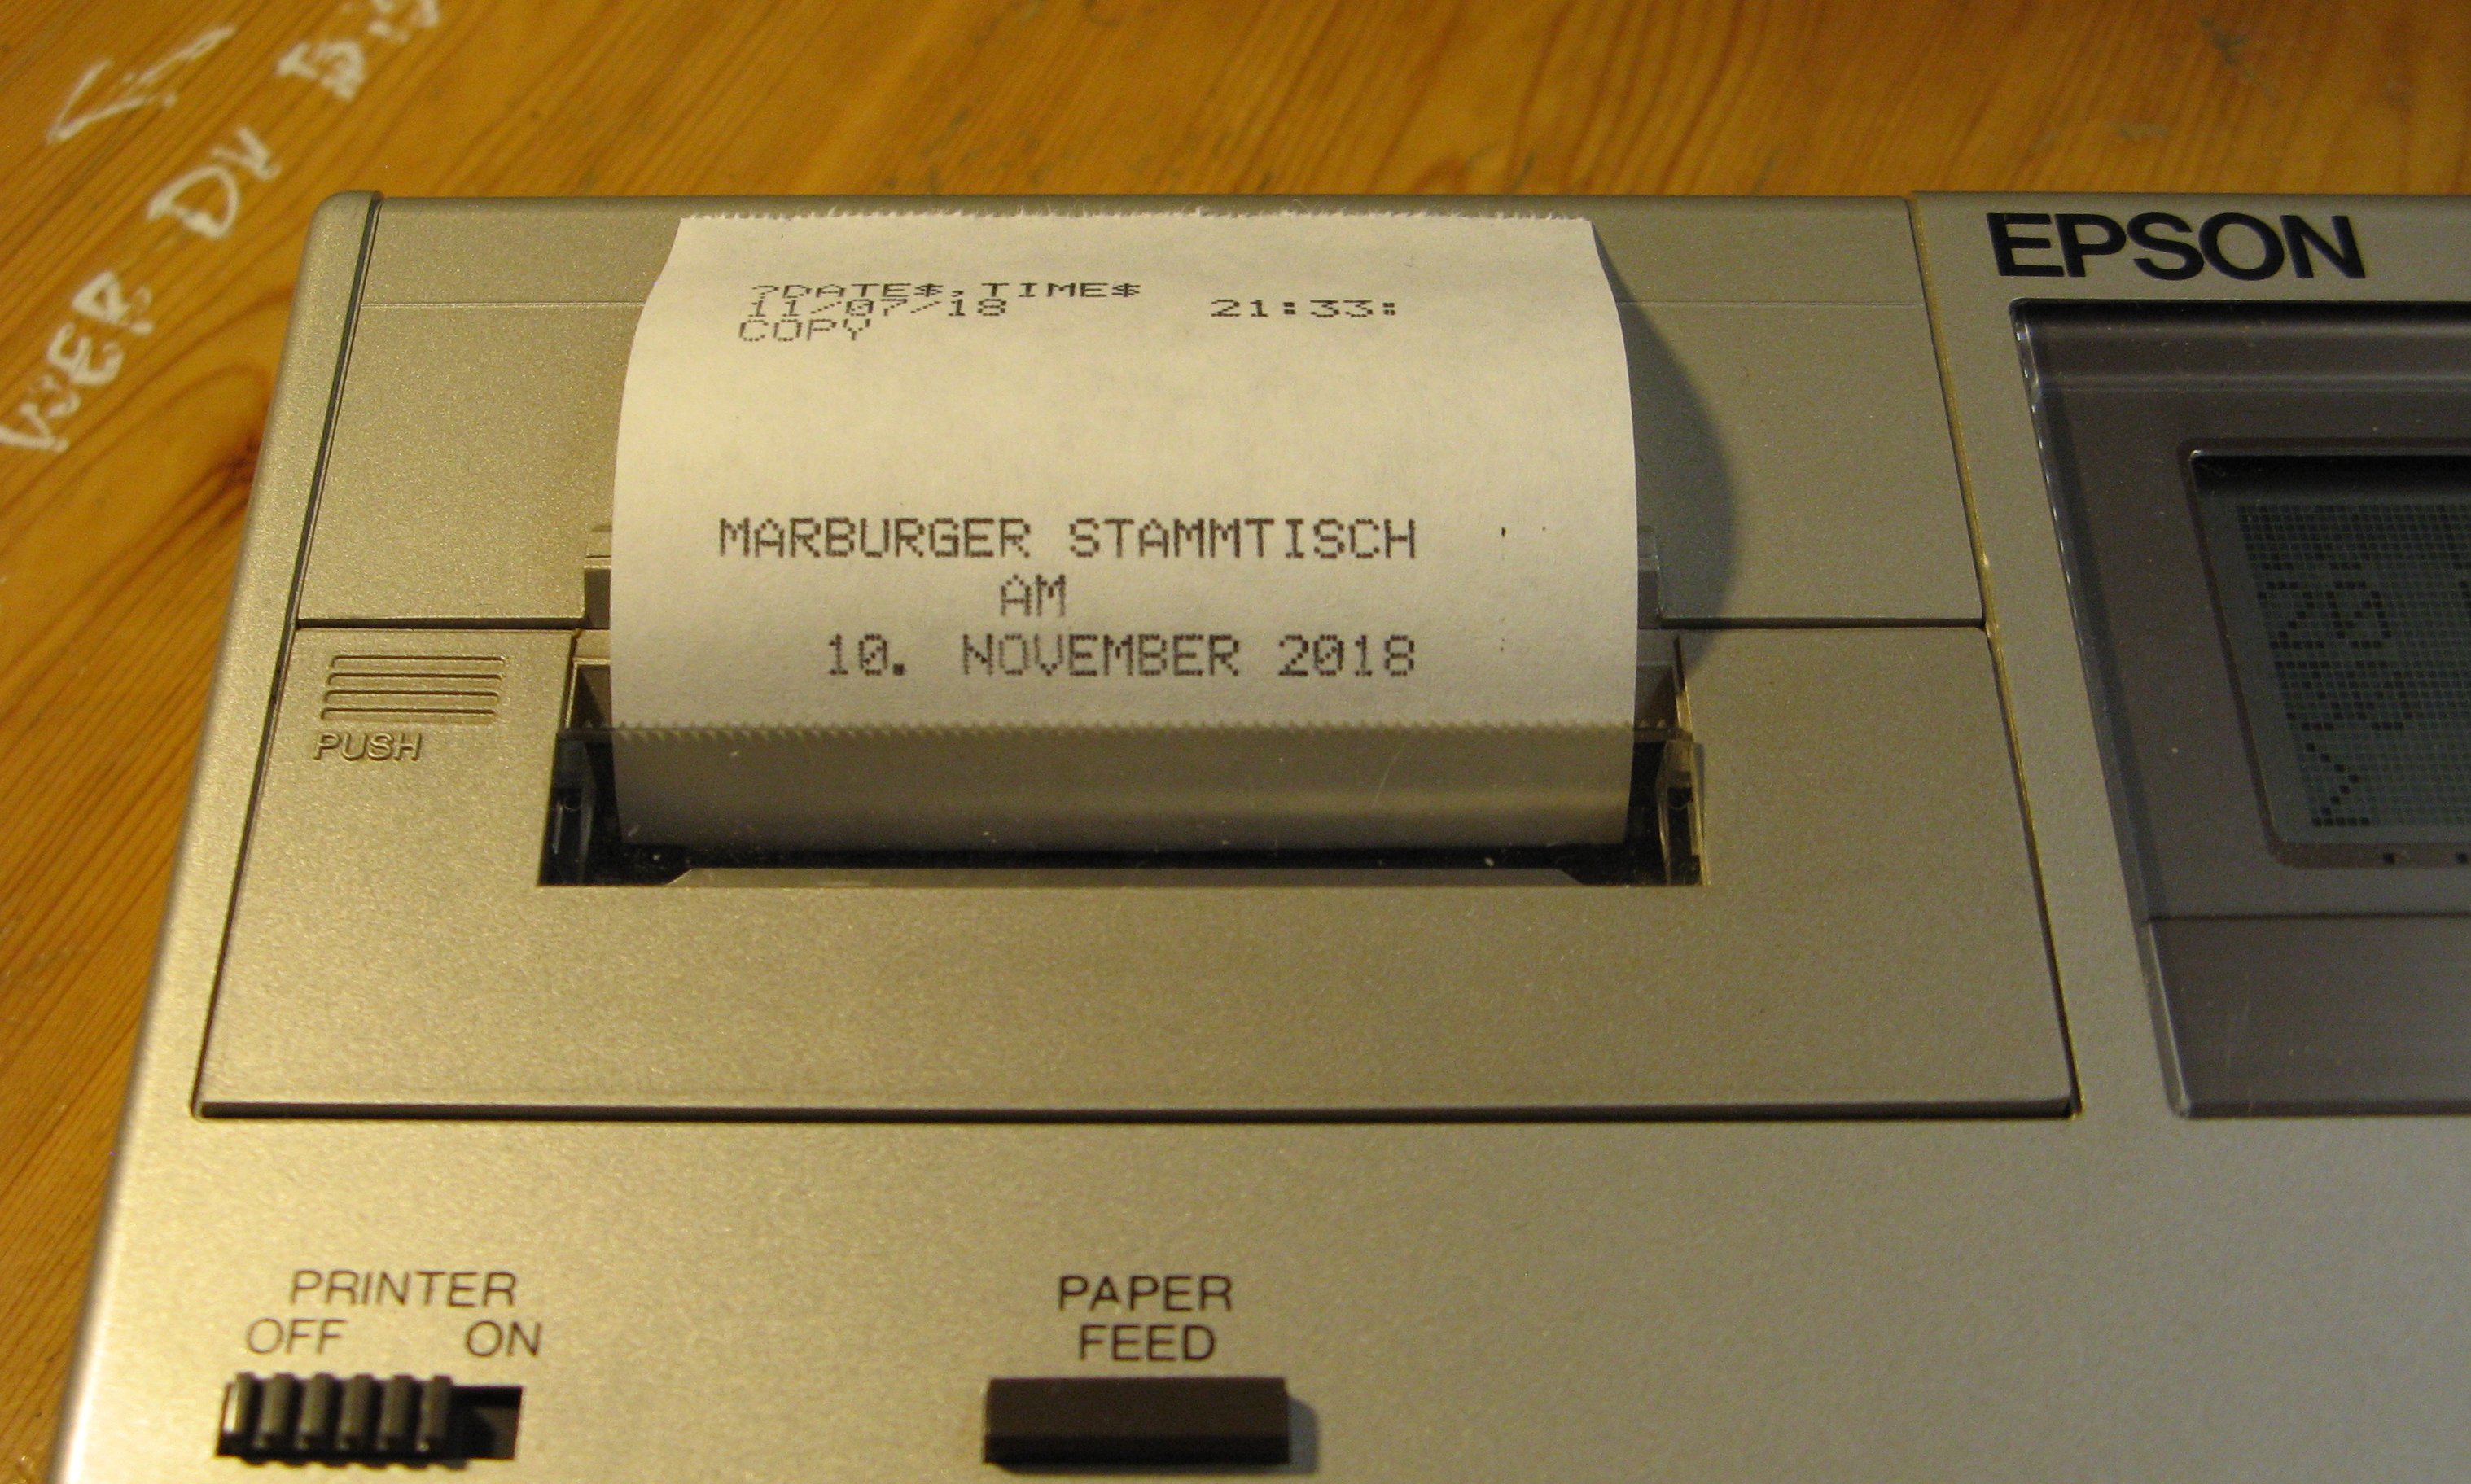 EPSON
?DATE$,TIME$
11/07/18 21:33:
COPY
MARBURGER STAMMTISCH
AM
10. NOVEMBER 2018
PUSH
PRINTER
OFF ON
PAPER
FEED